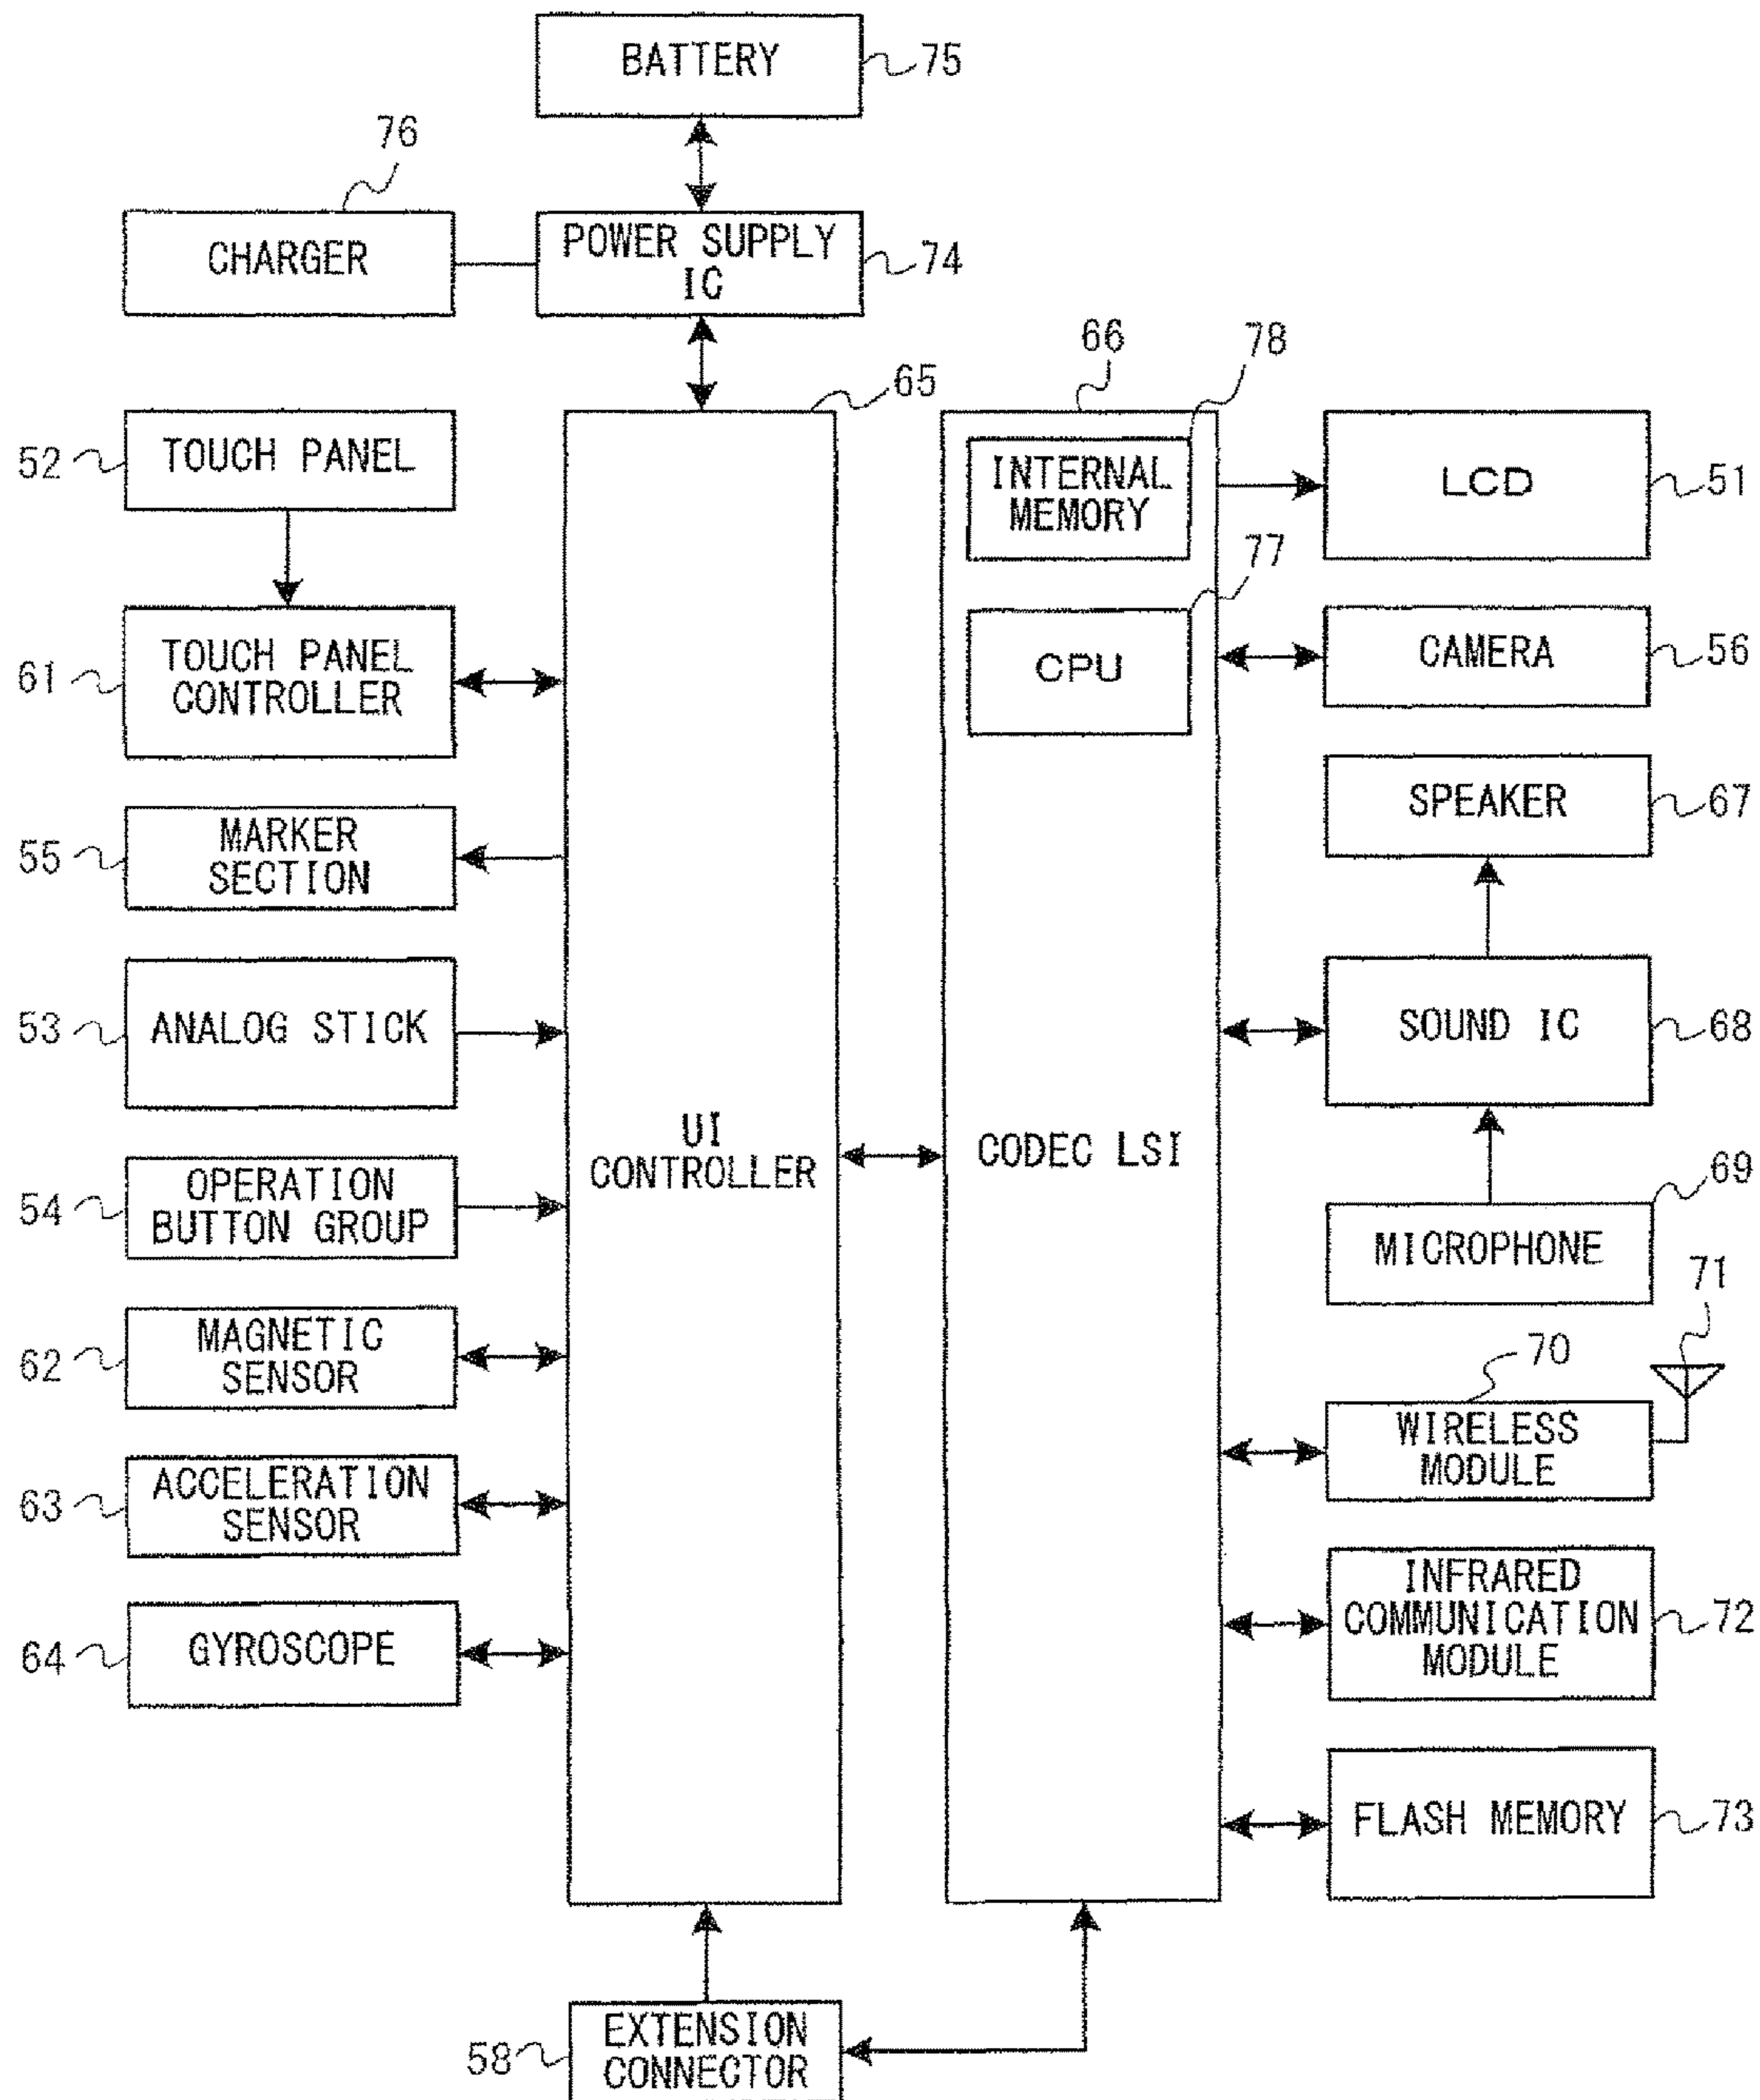 BATTERY
75
76
CHARGER
POWER SUPPLY
IC
74
66
78
65
52
TOUCH PANEL
INTERNAL
MEMORY
LCD
51
77
61
TOUCH PANEL
CONTROLLER
CPU
CAMERA
56
55
MARKER
SECTION
SPEAKER
67
53
ANALOG STICK
SOUND IC
68
UI
CONTROLLER
CODEC LSI
54
OPERATION
BUTTON GROUP
69
MICROPHONE
71
62
MAGNETIC
SENSOR
70
WIRELESS
MODULE
63
ACCELERATION
SENSOR
INFRARED
COMMUNICATION
MODULE
72
64
GYROSCOPE
FLASH MEMORY
73
58
EXTENSION
CONNECTOR